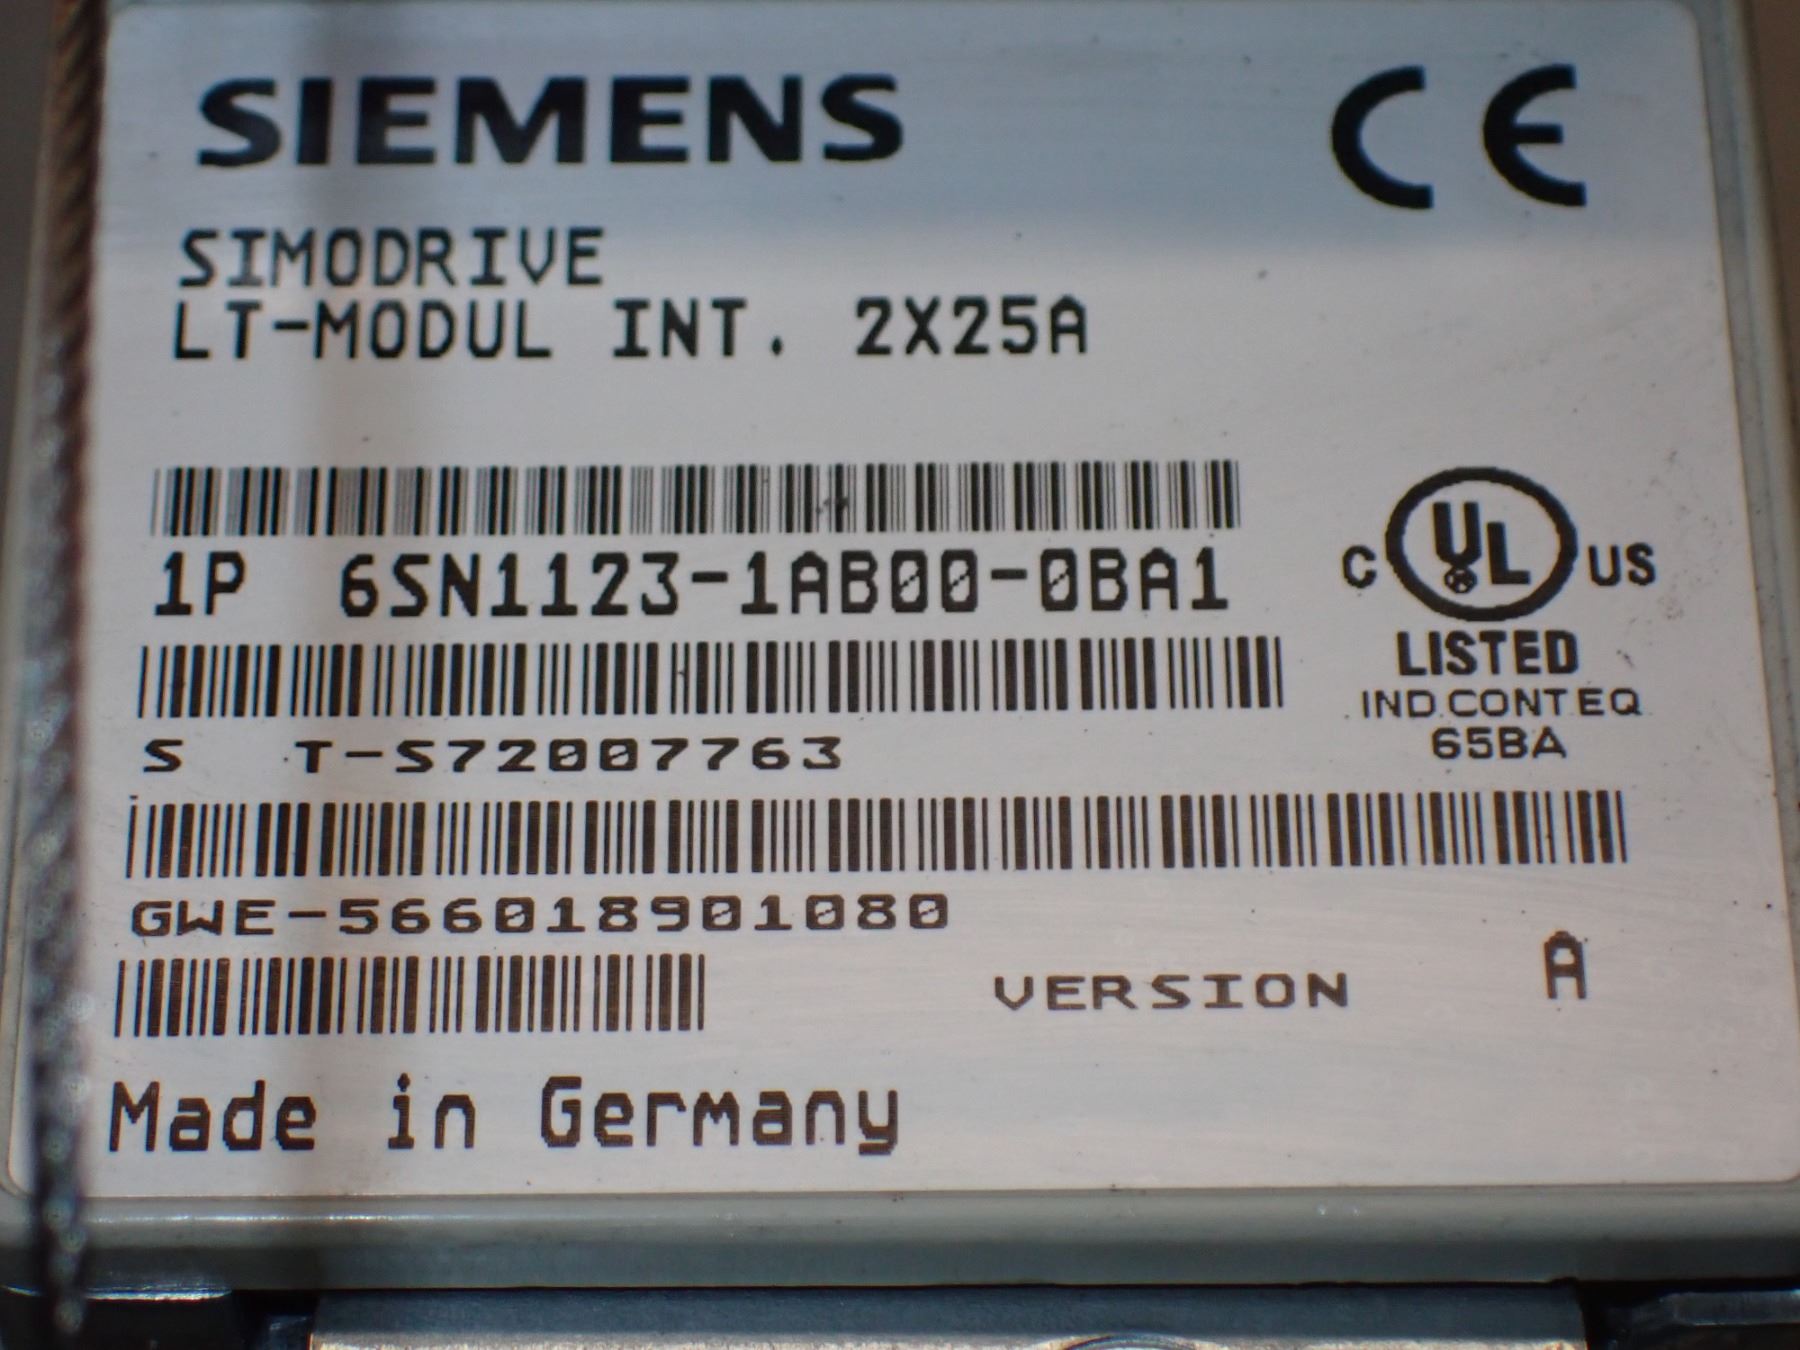 SIEMENS CE
SIMODRIVE
LT-MODUL INT. 2X25A
1P 6SN1123-1AB00-0BA1
C UL US
LISTED
IND.CONT.EQ
65BA
S T-S72007763
GWE-566018901080
VERSION A
Made in Germany